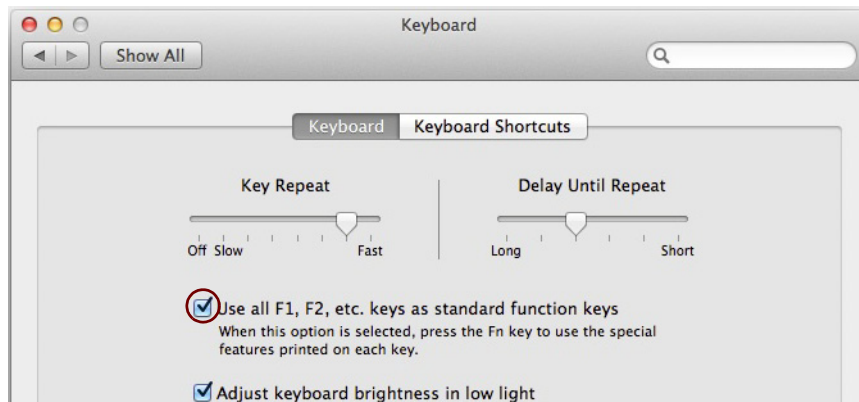 Keyboard
Show All
Keyboard Keyboard Shortcuts
Key Repeat Delay Until Repeat
Off Slow Fast Long Short
Use all F1, F2, etc. keys as standard function keys
When this option is selected, press the Fn key to use the special
features printed on each key.
Adjust keyboard brightness in low light